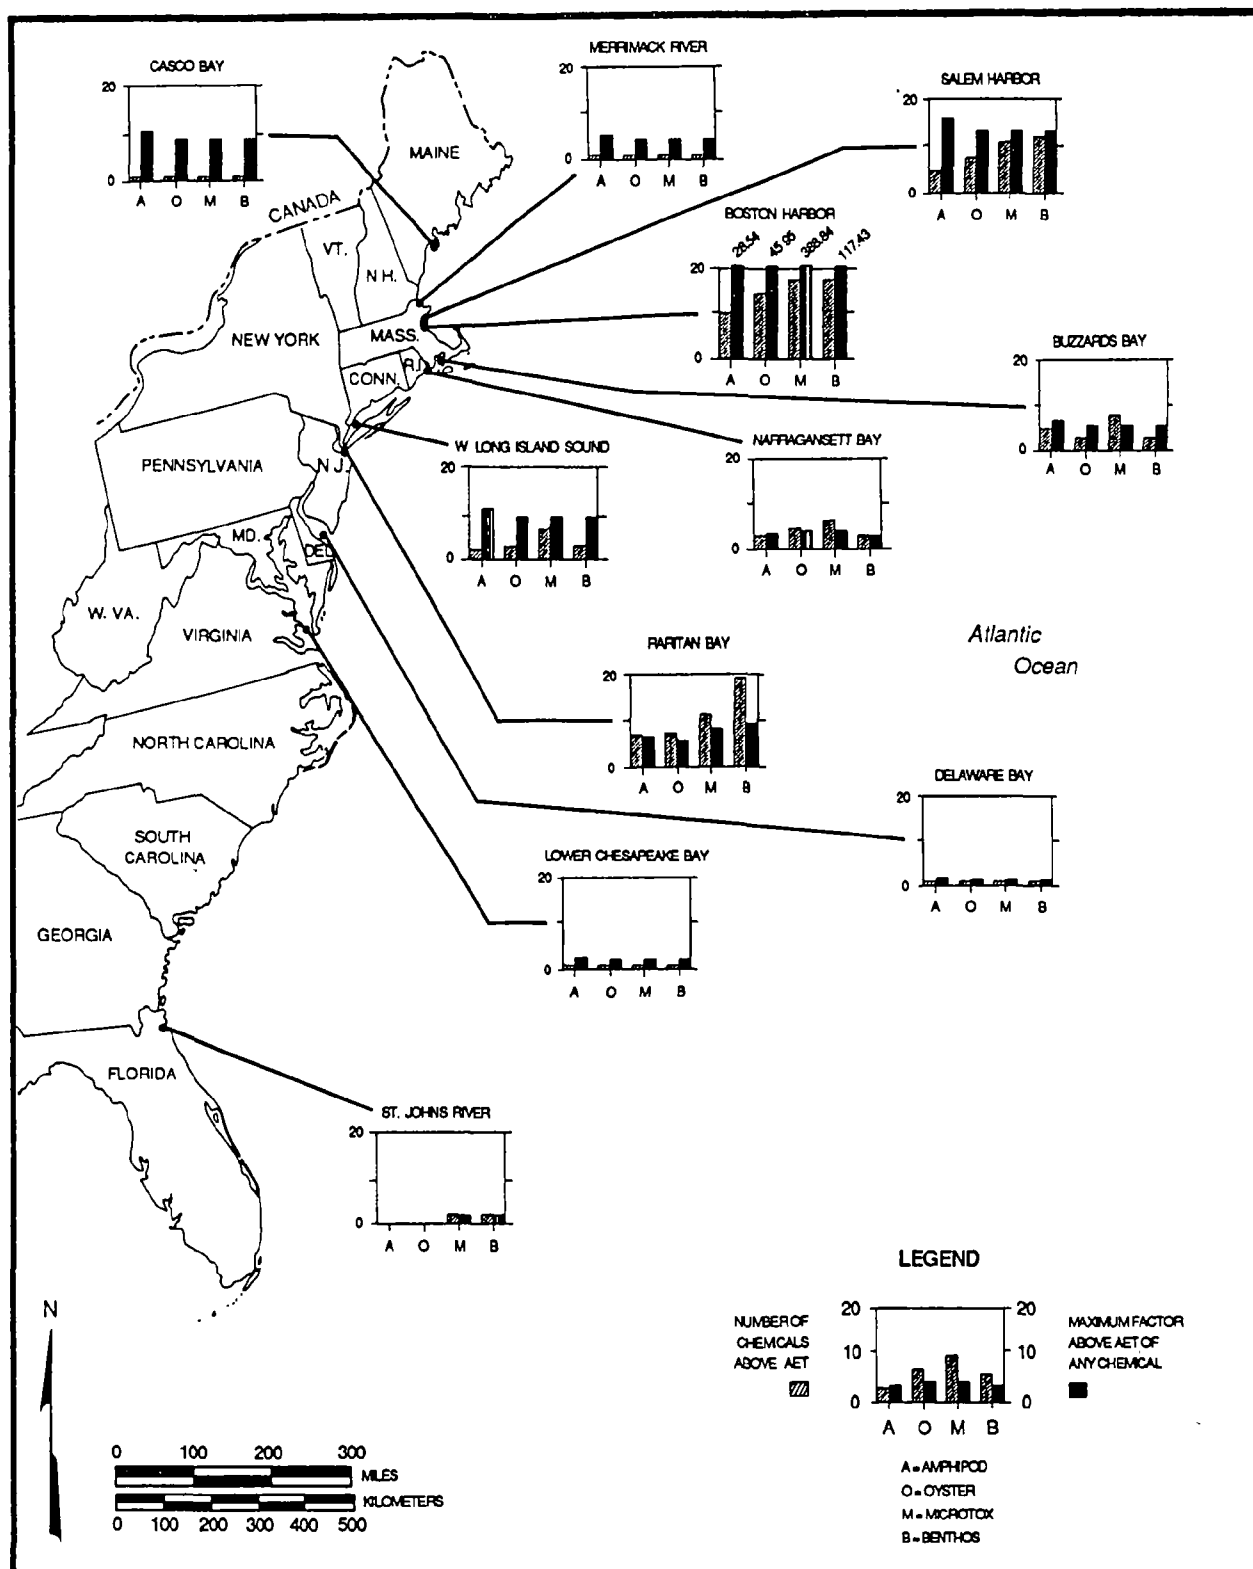 MERRIMACK RIVER
20
0
A O M B
CASCO BAY
20
0
A O M B
SALEM HARBOR
20
0
A O M B
MAINE
CANADA
VT.
N.H.
BOSTON HARBOR
28.54 45.95 388.84 117.43
20
0
A O M B
NEW YORK
MASS.
CONN.
R.I.
BUZZARDS BAY
20
0
A O M B
NARRAGANSETT BAY
20
0
A O M B
W LONG ISLAND SOUND
20
0
A O M B
PENNSYLVANIA
N.J.
MD.
DEL.
W. VA.
VIRGINIA
Atlantic
Ocean
RARITAN BAY
20
0
A O M B
NORTH CAROLINA
DELAWARE BAY
20
0
A O M B
SOUTH
CAROLINA
LOWER CHESAPEAKE BAY
20
0
A O M B
GEORGIA
FLORIDA
ST. JOHNS RIVER
20
0
A O M B
LEGEND
NUMBER OF
CHEMCALS
ABOVE AET
20
10
0
A O M B
20
10
0
MAXIMUM FACTOR
ABOVE AET OF
ANY CHEMICAL
A = AMPHIPOD
O = OYSTER
M = MICROTOX
B = BENTHOS
N
0 100 200 300
MILES
KILOMETERS
0 100 200 300 400 500